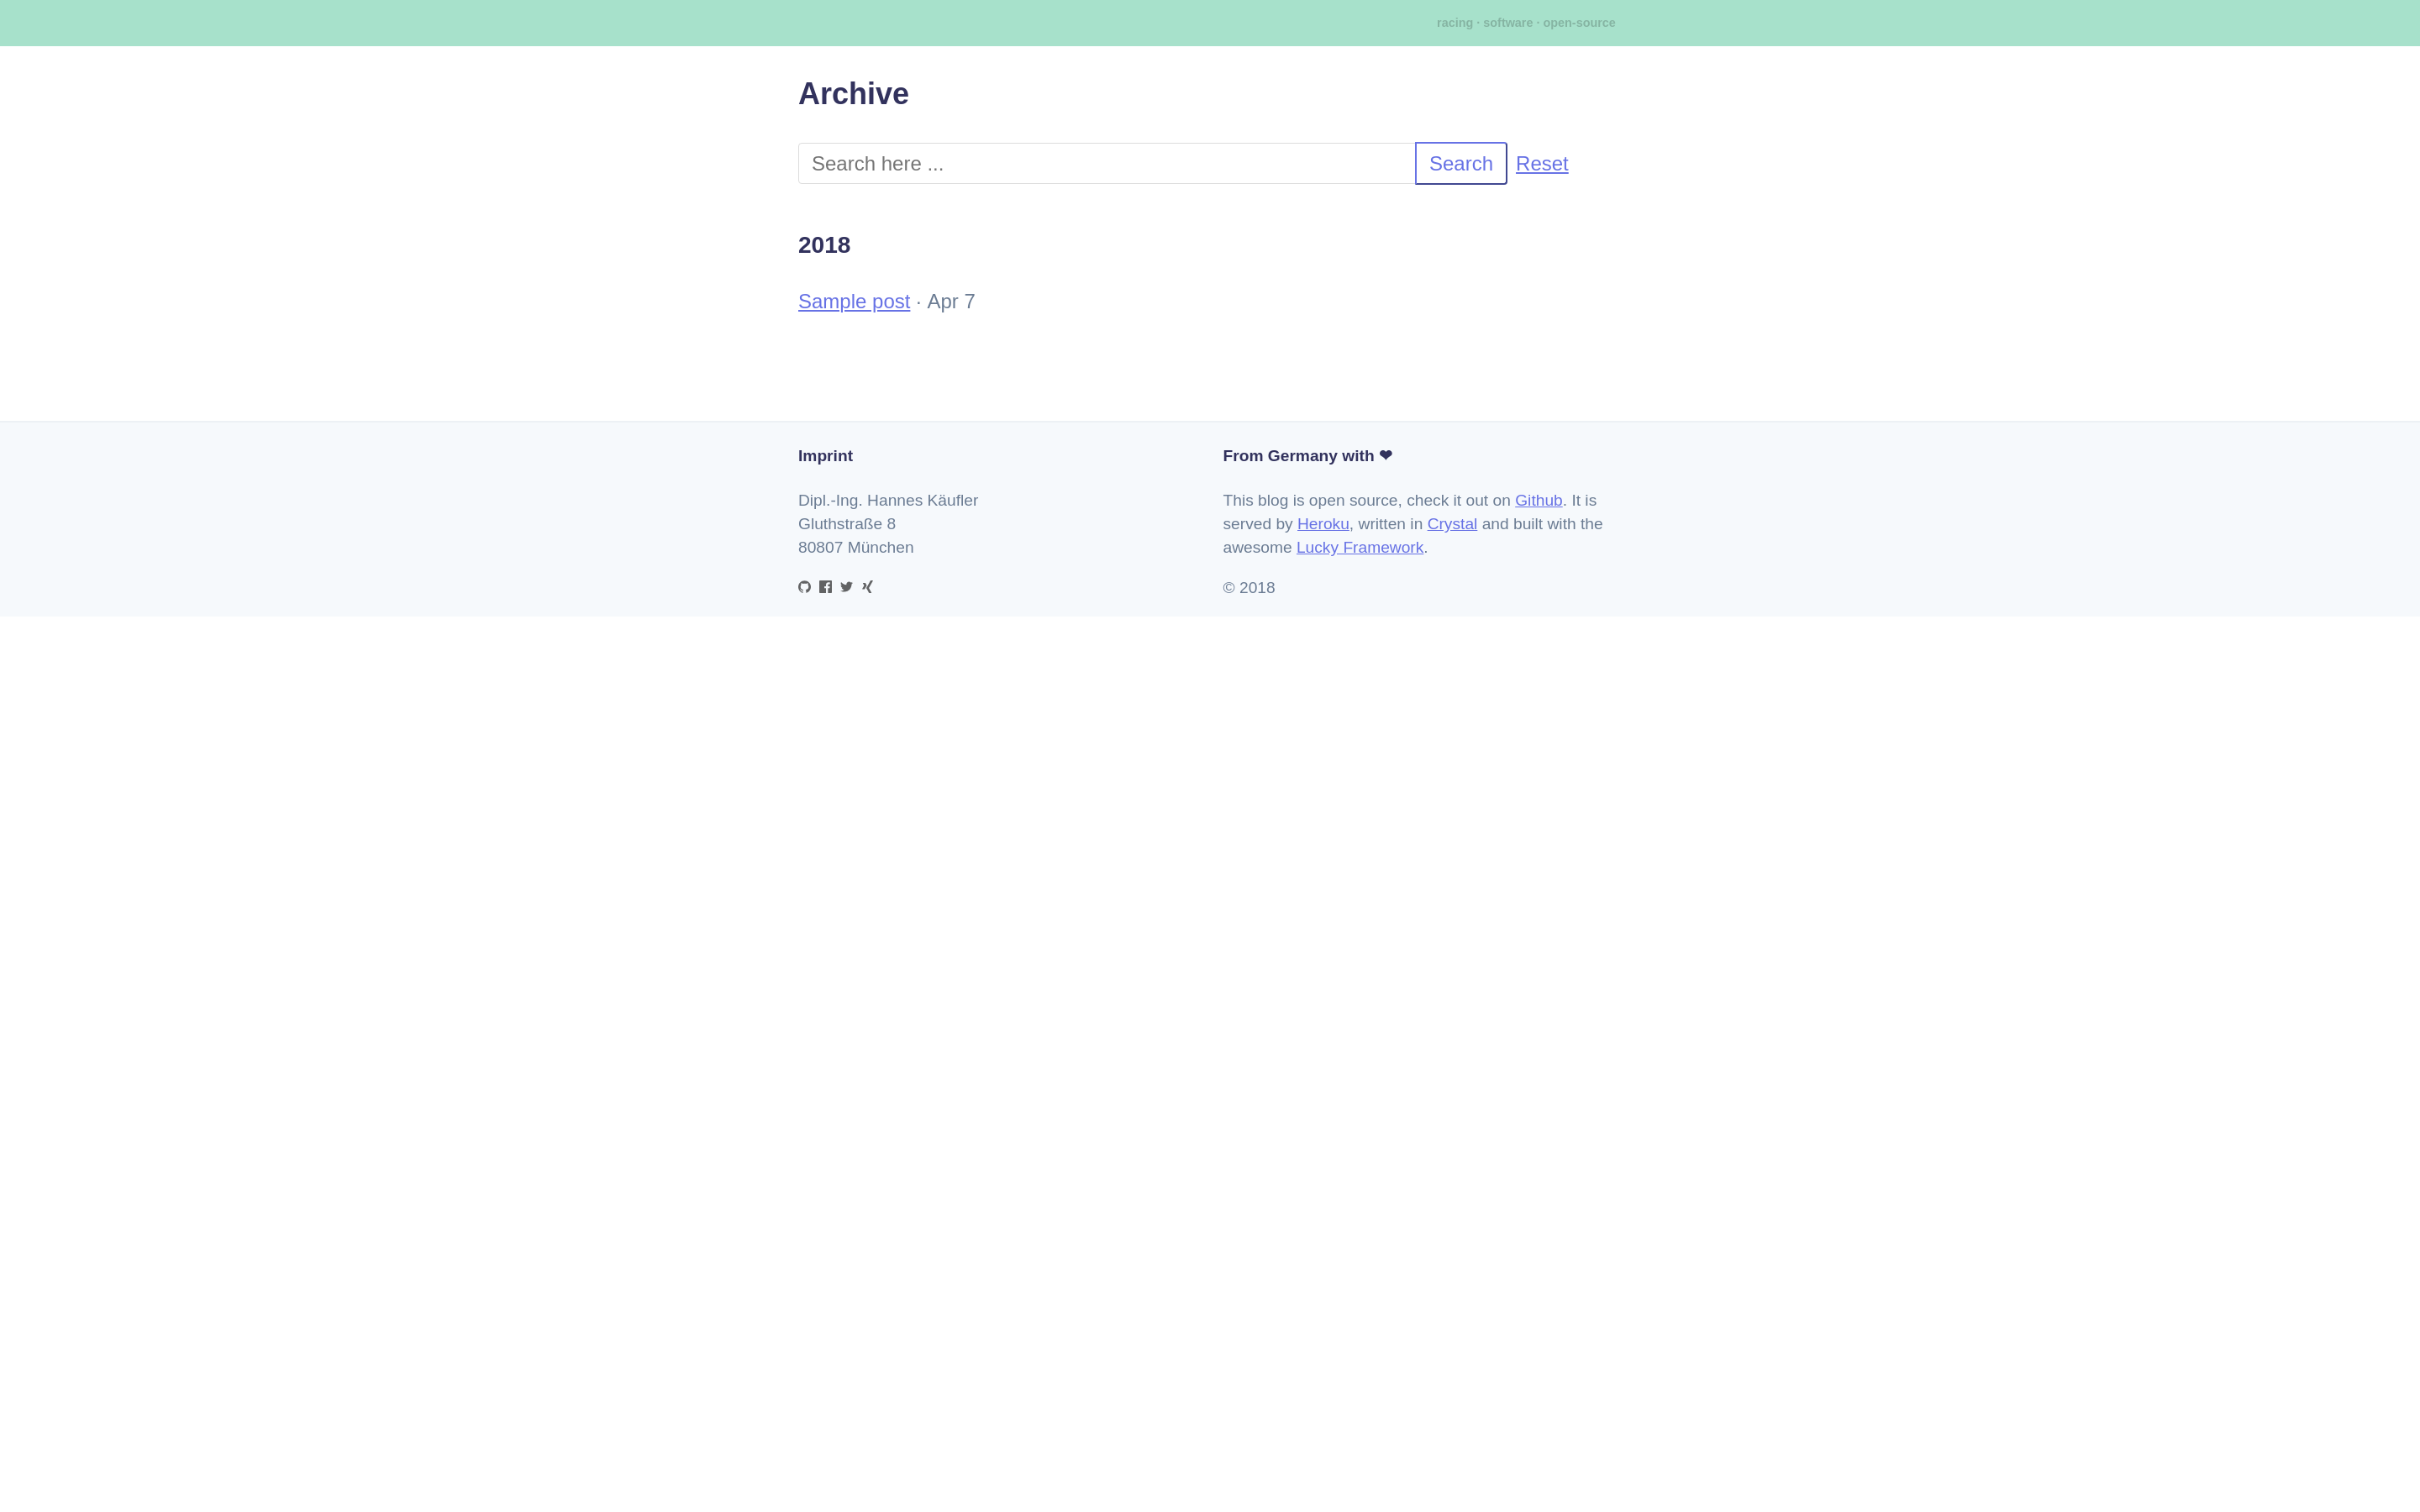 racing · software · open-source
Archive
Search here ... Search Reset
2018
Sample post · Apr 7
Imprint
Dipl.-Ing. Hannes Käufler
Gluthstraße 8
80807 München
From Germany with ❤
This blog is open source, check it out on Github. It is
served by Heroku, written in Crystal and built with the
awesome Lucky Framework.
© 2018